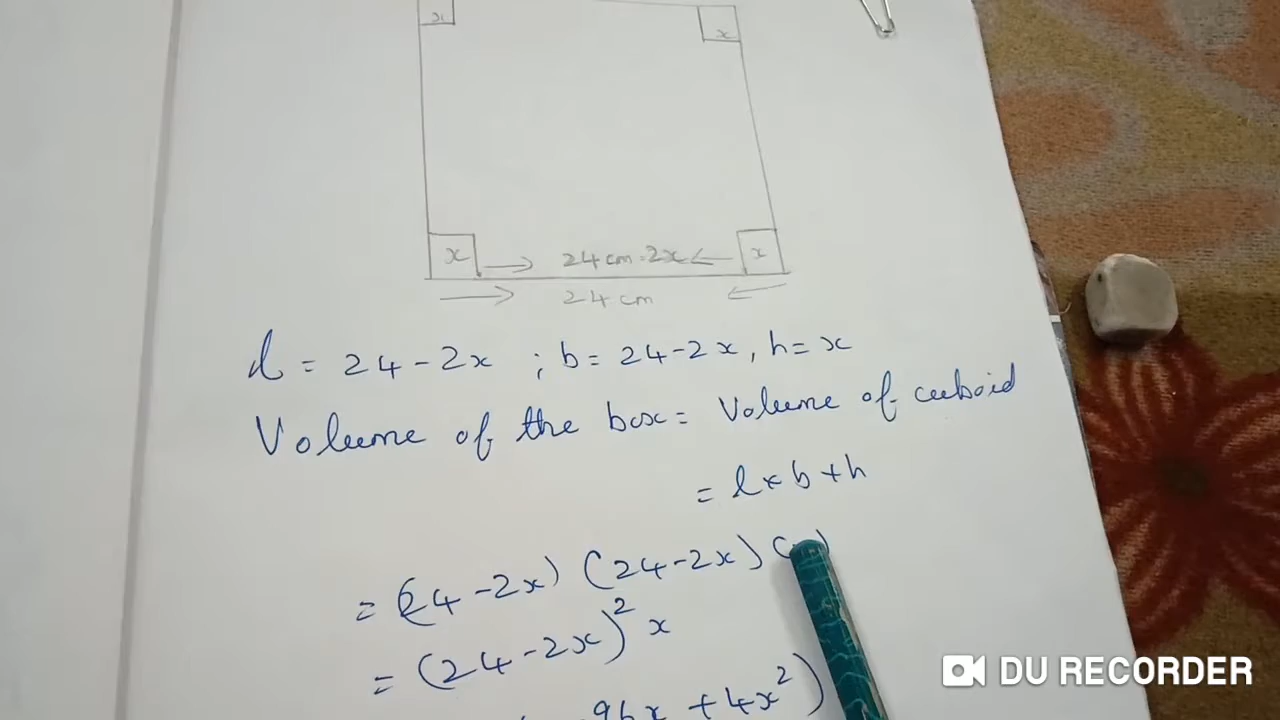 x x
x 24 cm-2x x
24 cm
l = 24-2x ; b = 24-2x, h = x
Volume of the box = Volume of cuboid
= l × b + h
= (24-2x) (24-2x) ( )
= (24-2x)² x
96x + 4x²)
DU RECORDER